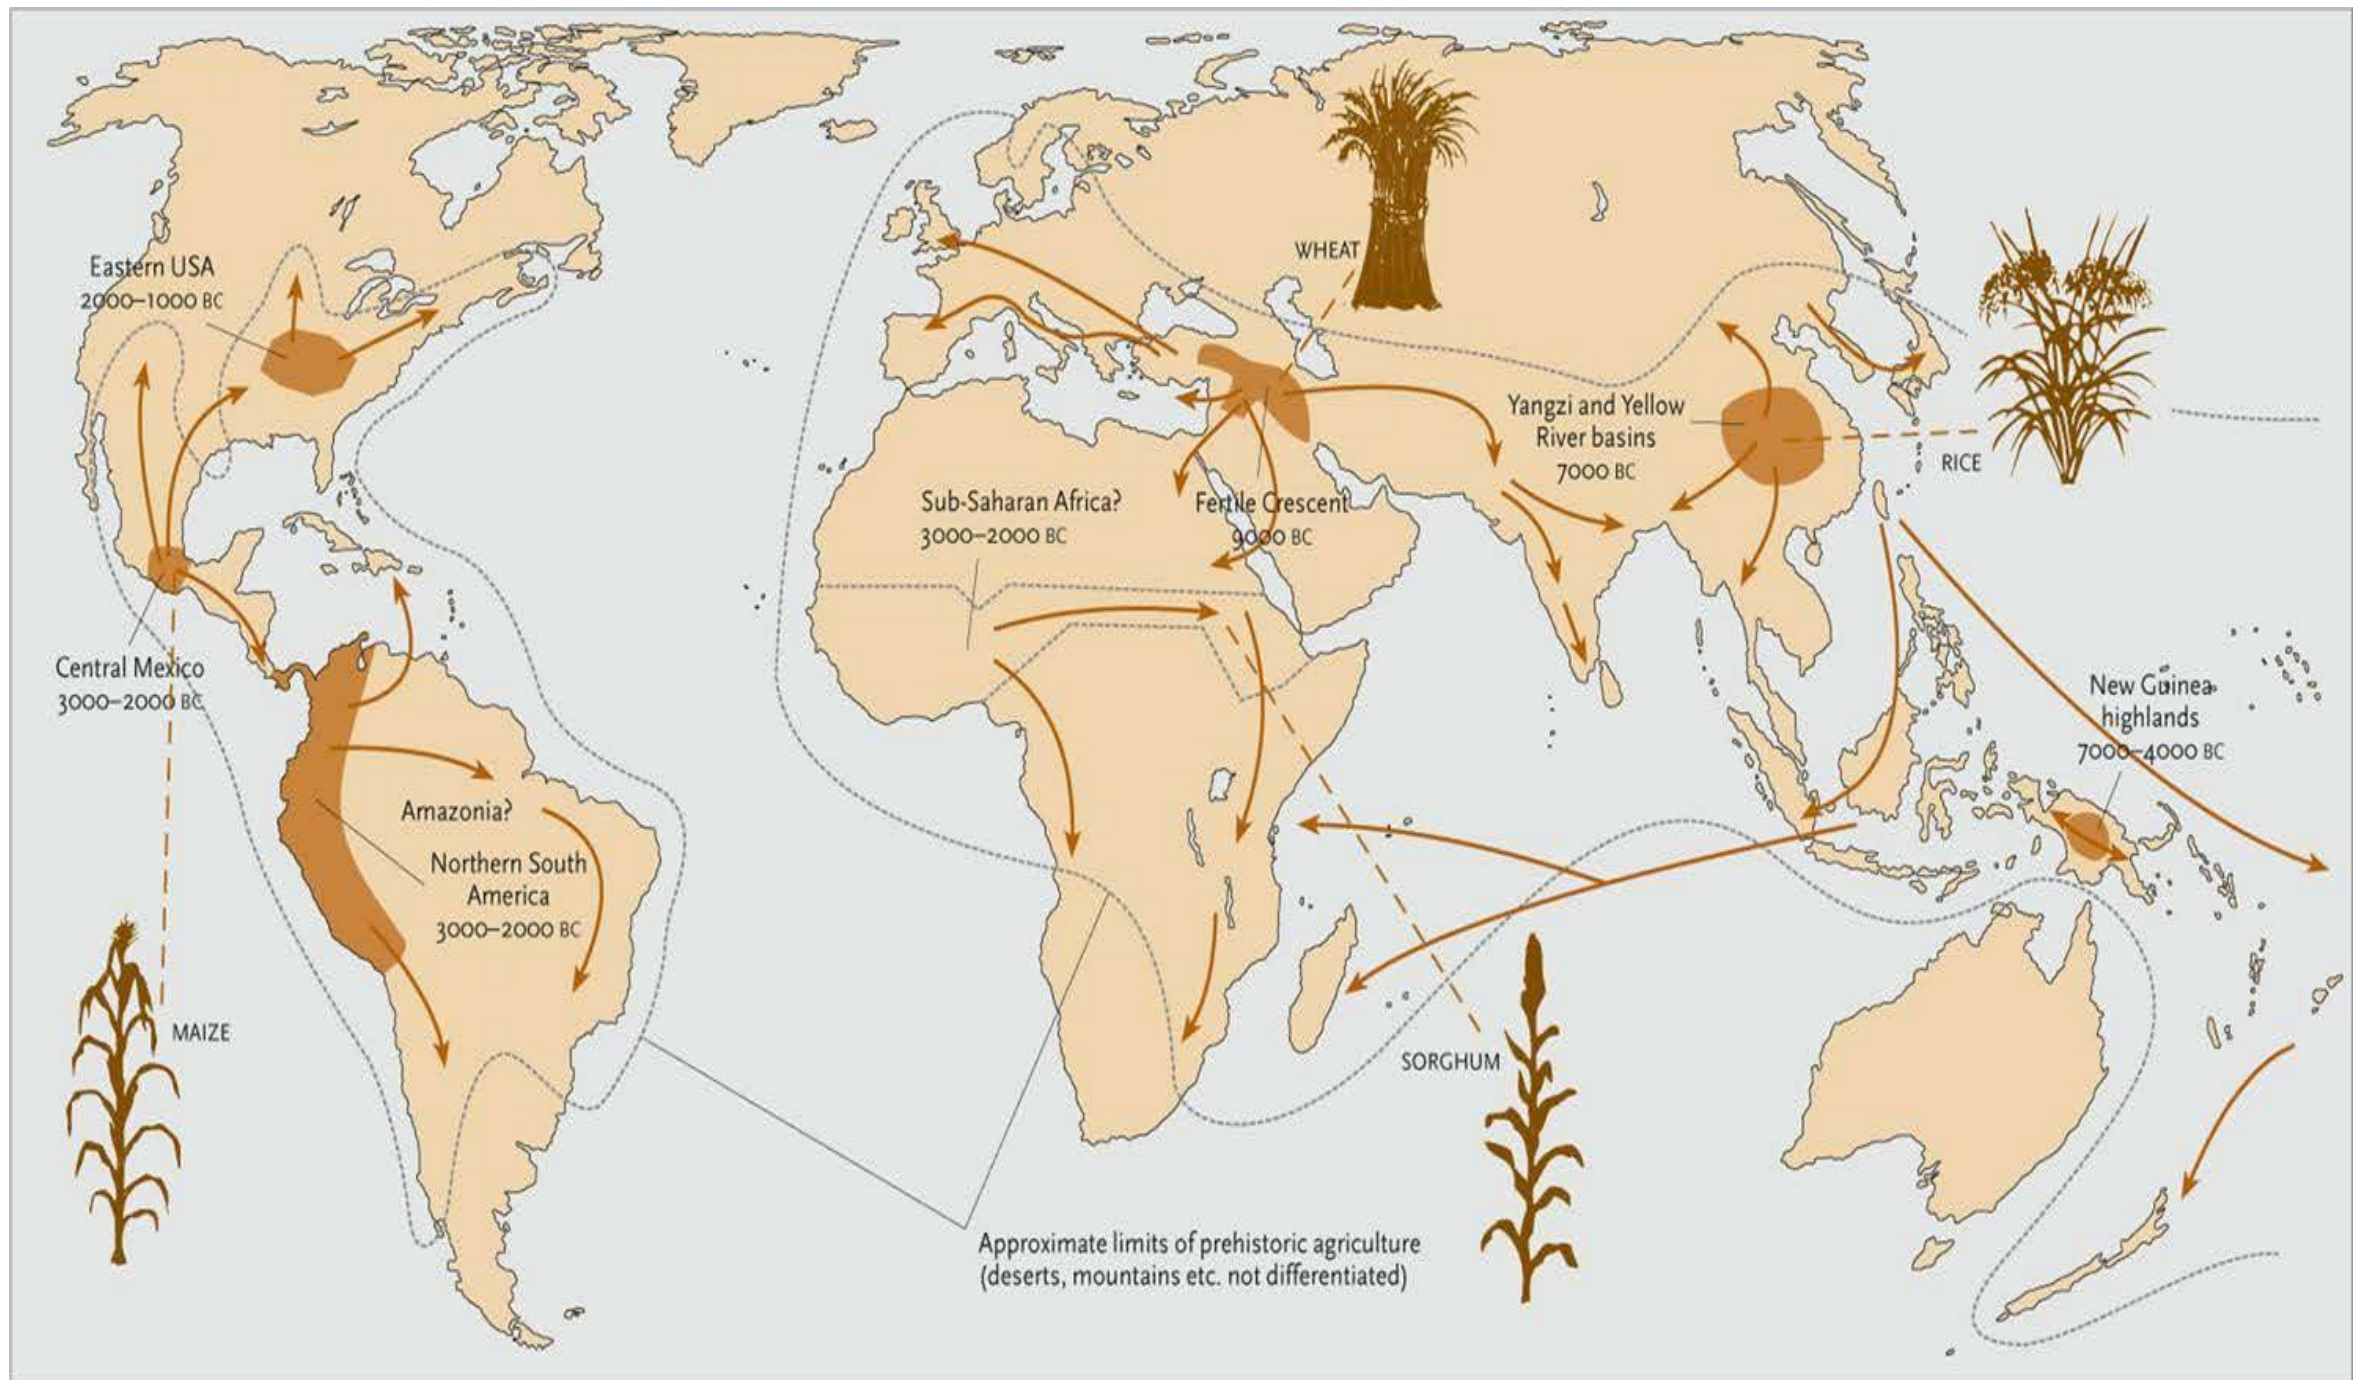 WHEAT
Eastern USA
2000–1000 BC
Yangzi and Yellow
River basins
7000 BC
RICE
Sub-Saharan Africa?
3000–2000 BC
Fertile Crescent
9000 BC
Central Mexico
3000–2000 BC
New Guinea
highlands
7000–4000 BC
Amazonia?
Northern South
America
3000–2000 BC
MAIZE
SORGHUM
Approximate limits of prehistoric agriculture
(deserts, mountains etc. not differentiated)